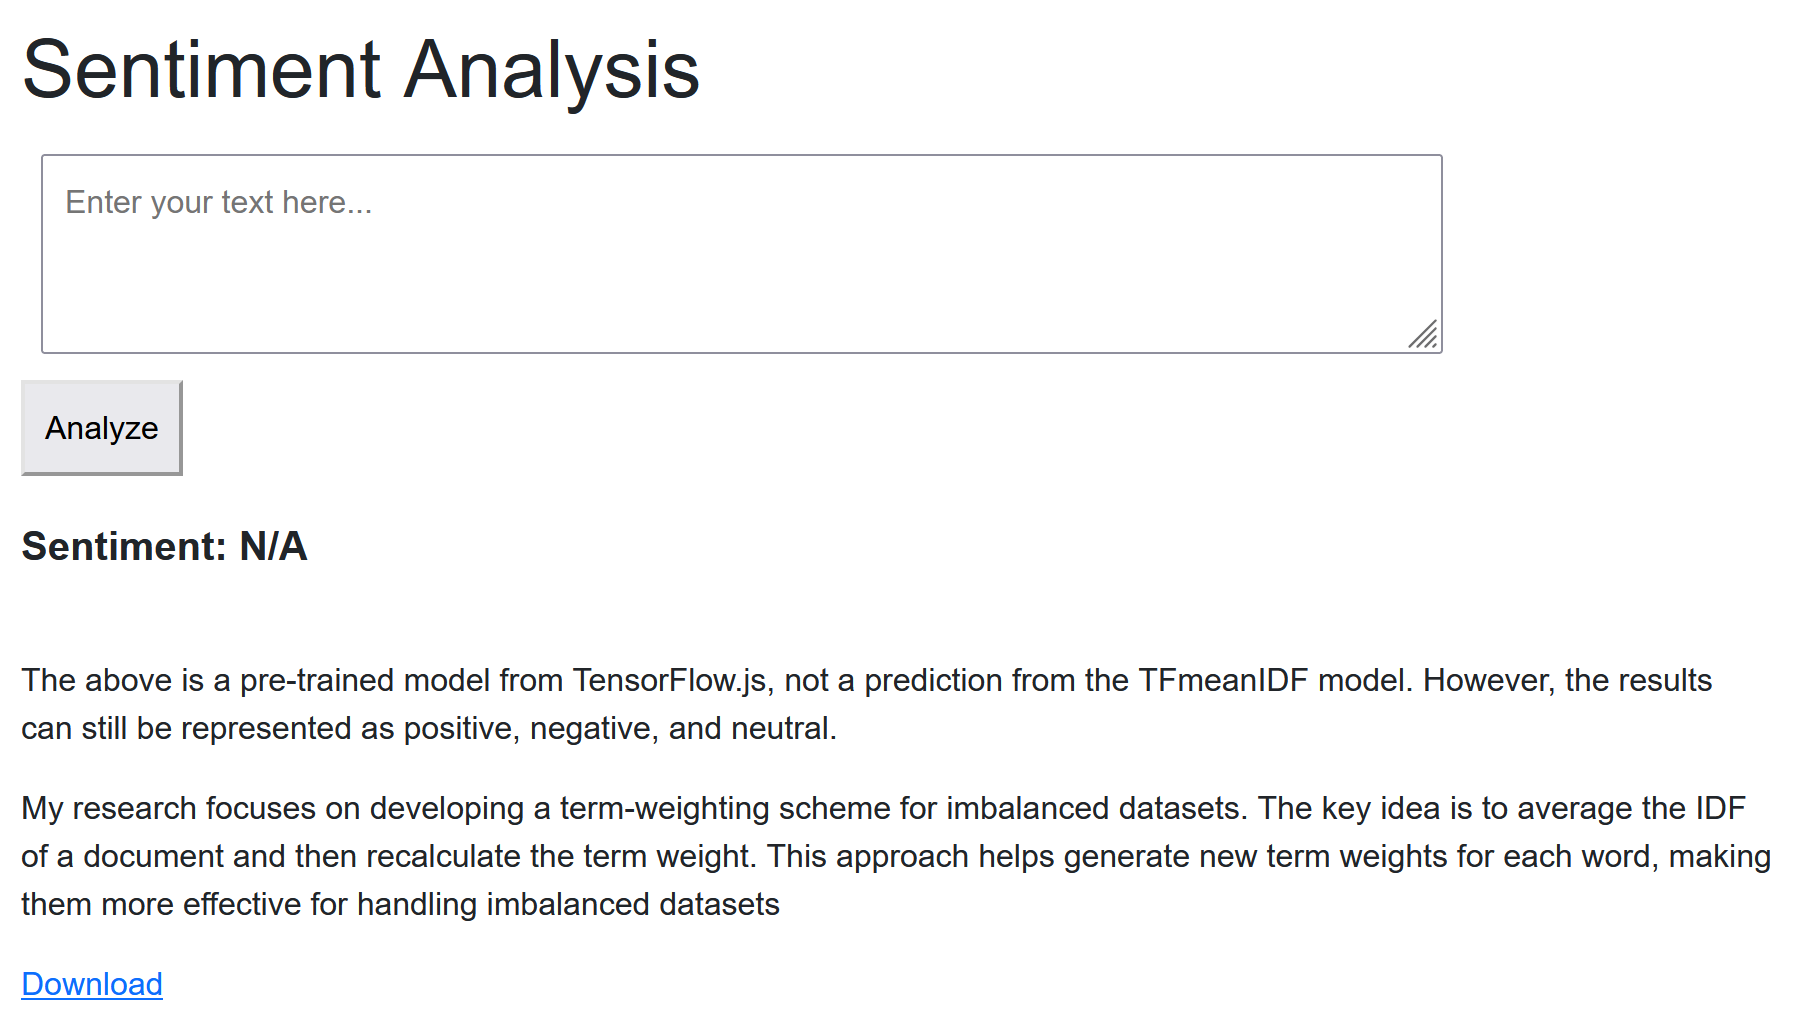 Sentiment Analysis
Enter your text here...
Analyze
Sentiment: N/A
The above is a pre-trained model from TensorFlow.js, not a prediction from the TFmeanIDF model. However, the results
can still be represented as positive, negative, and neutral.
My research focuses on developing a term-weighting scheme for imbalanced datasets. The key idea is to average the IDF
of a document and then recalculate the term weight. This approach helps generate new term weights for each word, making
them more effective for handling imbalanced datasets
Download